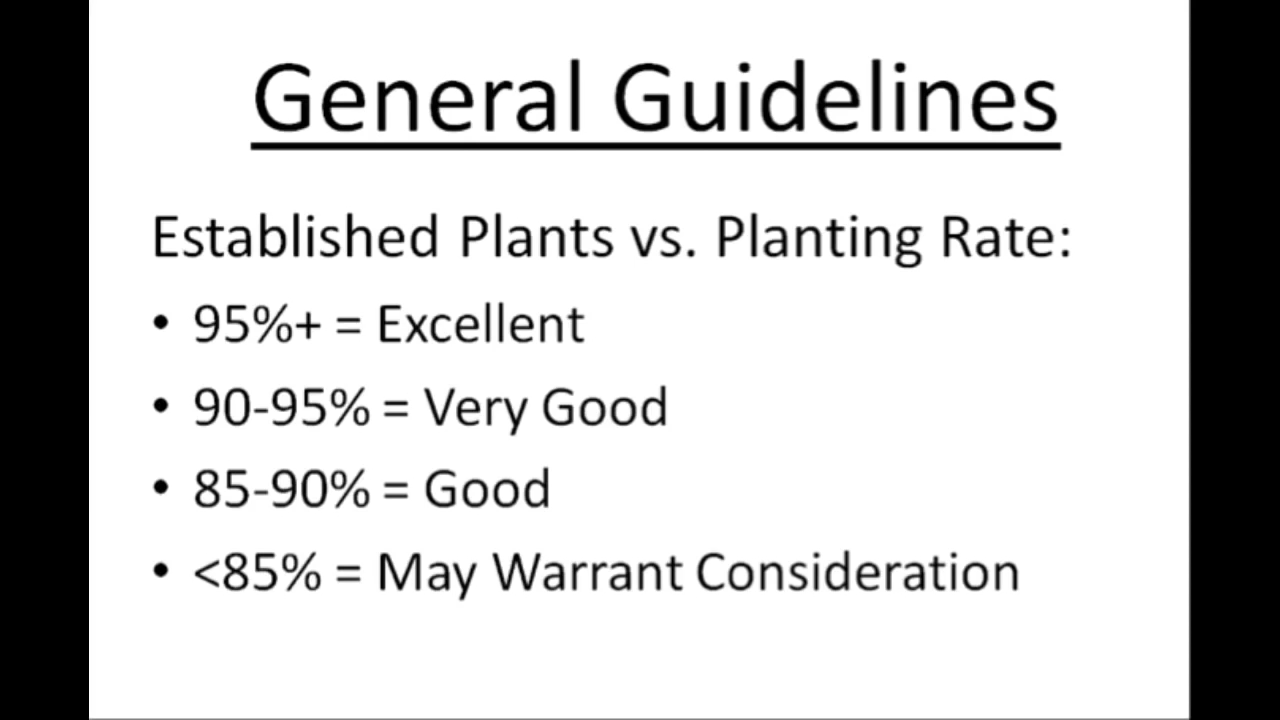 General Guidelines
Established Plants vs. Planting Rate:
• 95%+ = Excellent
• 90-95% = Very Good
• 85-90% = Good
• <85% = May Warrant Consideration